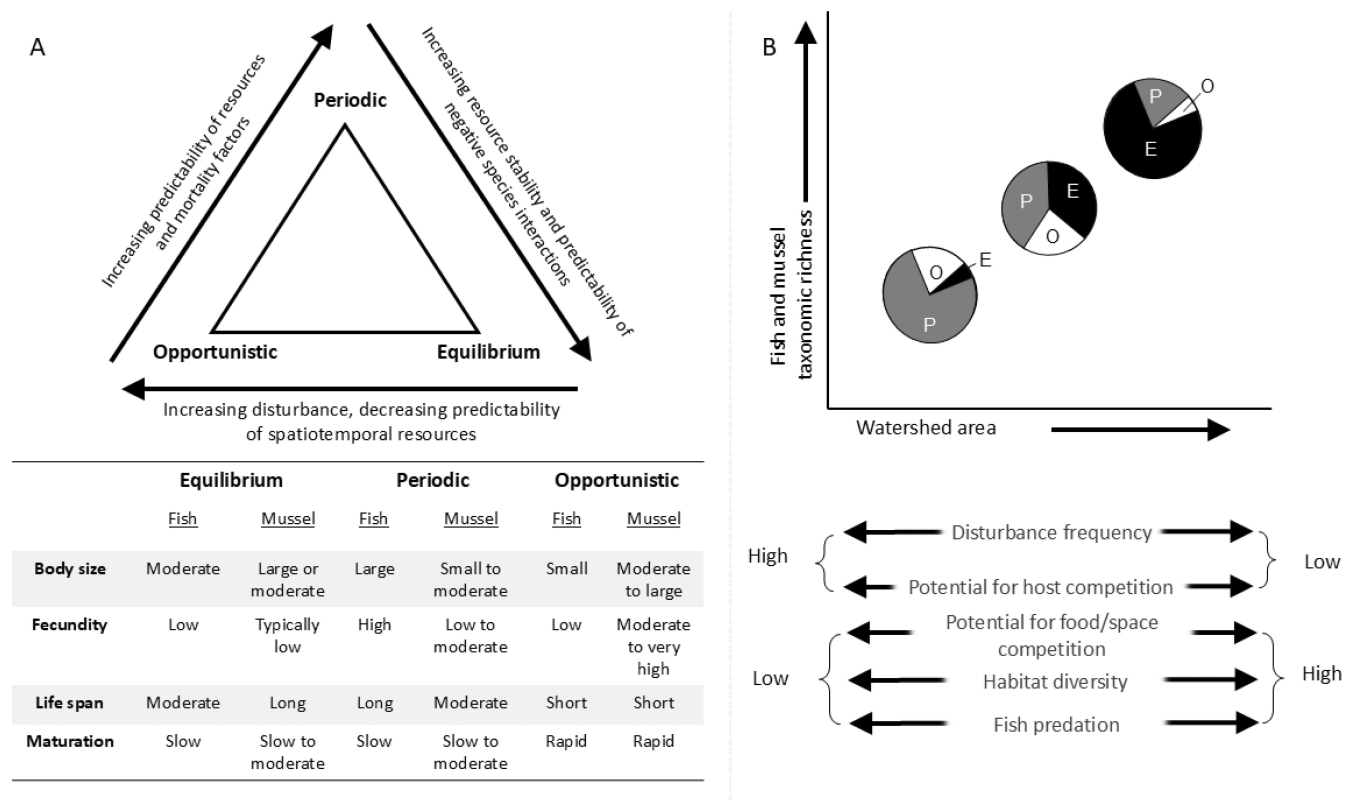 A
Periodic
Increasing predictability of resources
and mortality factors
Increasing resource stability and predictability of
negative species interactions
Opportunistic
Equilibrium
Increasing disturbance, decreasing predictability
of spatiotemporal resources
Equilibrium Periodic Opportunistic
Fish Mussel Fish Mussel Fish Mussel
Body size Moderate Large or Large Small to Small Moderate
moderate moderate to large
Fecundity Low Typically High Low to Low Moderate
low moderate to very
high
Life span Moderate Long Long Moderate Short Short
Maturation Slow Slow to Slow Slow to Rapid Rapid
moderate moderate
B
Fish and mussel
taxonomic richness
P
O
E
P
E
O
O
E
P
Watershed area
High
Disturbance frequency
Potential for host competition
Low
Low
Potential for food/space
competition
Habitat diversity
Fish predation
High